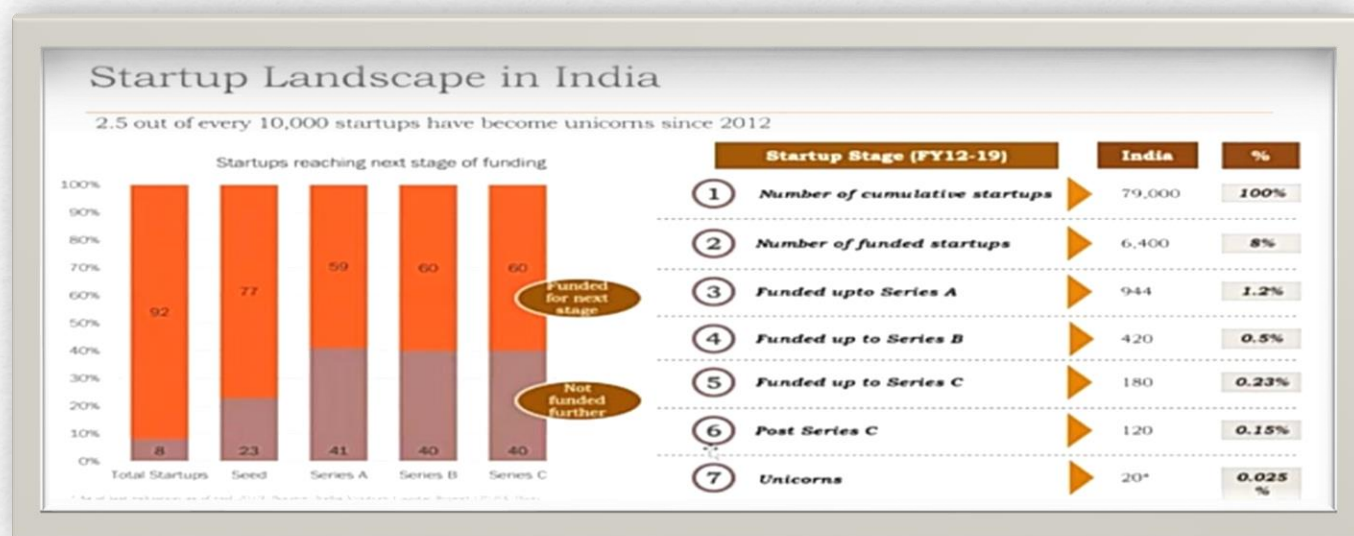 Startup Landscape in India
2.5 out of every 10,000 startups have become unicorns since 2012
Startups reaching next stage of funding
100%
90%
80%
70%
60%
50%
40%
30%
20%
10%
0%
92
77
59
60
60
8
23
41
40
40
Total Startups
Seed
Series A
Series B
Series C
Funded
for next
stage
Not
funded
further
Startup Stage (FY12-19) India %
1 Number of cumulative startups 79,000 100%
2 Number of funded startups 6,400 8%
3 Funded upto Series A 944 1.2%
4 Funded up to Series B 420 0.5%
5 Funded up to Series C 180 0.23%
6 Post Series C 120 0.15%
7 Unicorns 20* 0.025
%